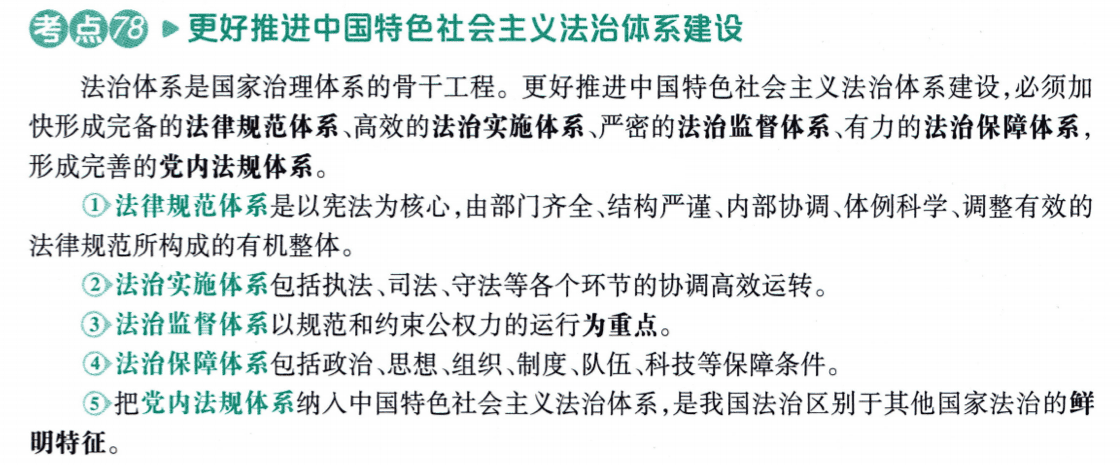 考点78 ▶ 更好推进中国特色社会主义法治体系建设
法治体系是国家治理体系的骨干工程。更好推进中国特色社会主义法治体系建设,必须加
快形成完备的法律规范体系、高效的法治实施体系、严密的法治监督体系、有力的法治保障体系,
形成完善的党内法规体系。
①法律规范体系是以宪法为核心,由部门齐全、结构严谨、内部协调、体例科学、调整有效的
法律规范所构成的有机整体。
②法治实施体系包括执法、司法、守法等各个环节的协调高效运转。
③法治监督体系以规范和约束公权力的运行为重点。
④法治保障体系包括政治、思想、组织、制度、队伍、科技等保障条件。
⑤把党内法规体系纳入中国特色社会主义法治体系,是我国法治区别于其他国家法治的鲜
明特征。